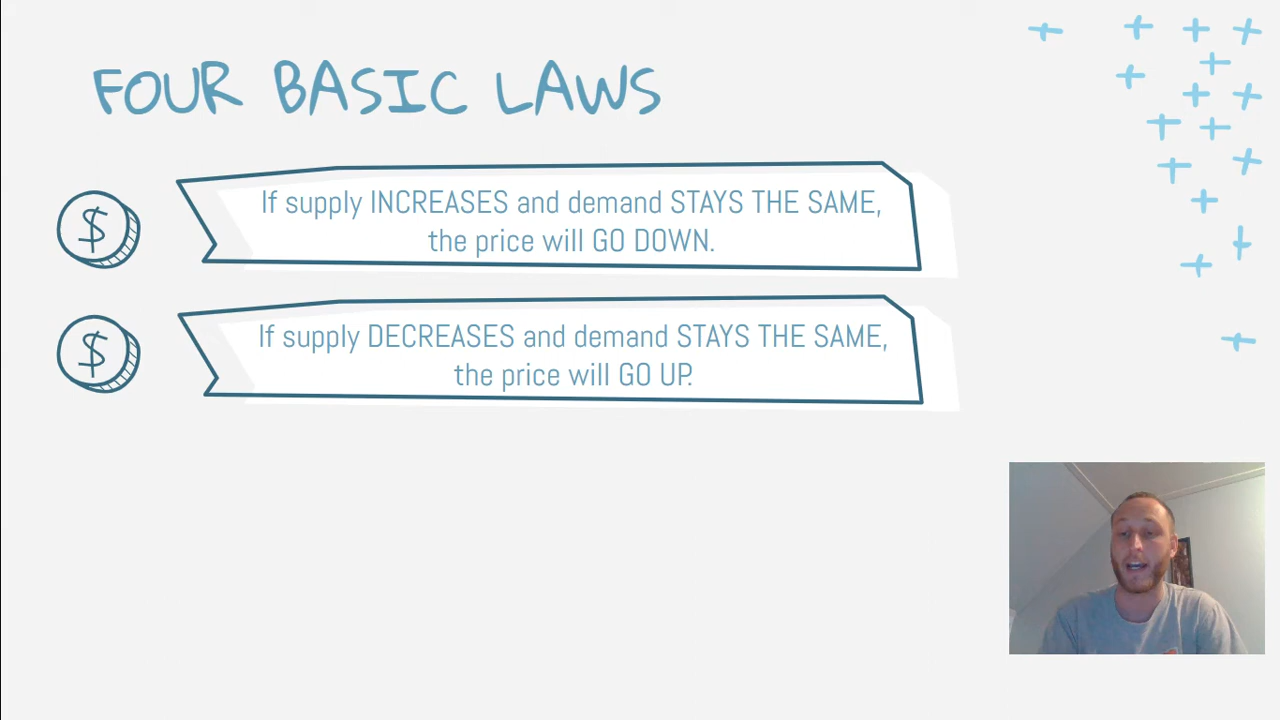 FOUR BASIC LAWS
If supply INCREASES and demand STAYS THE SAME,
the price will GO DOWN.
If supply DECREASES and demand STAYS THE SAME,
the price will GO UP.